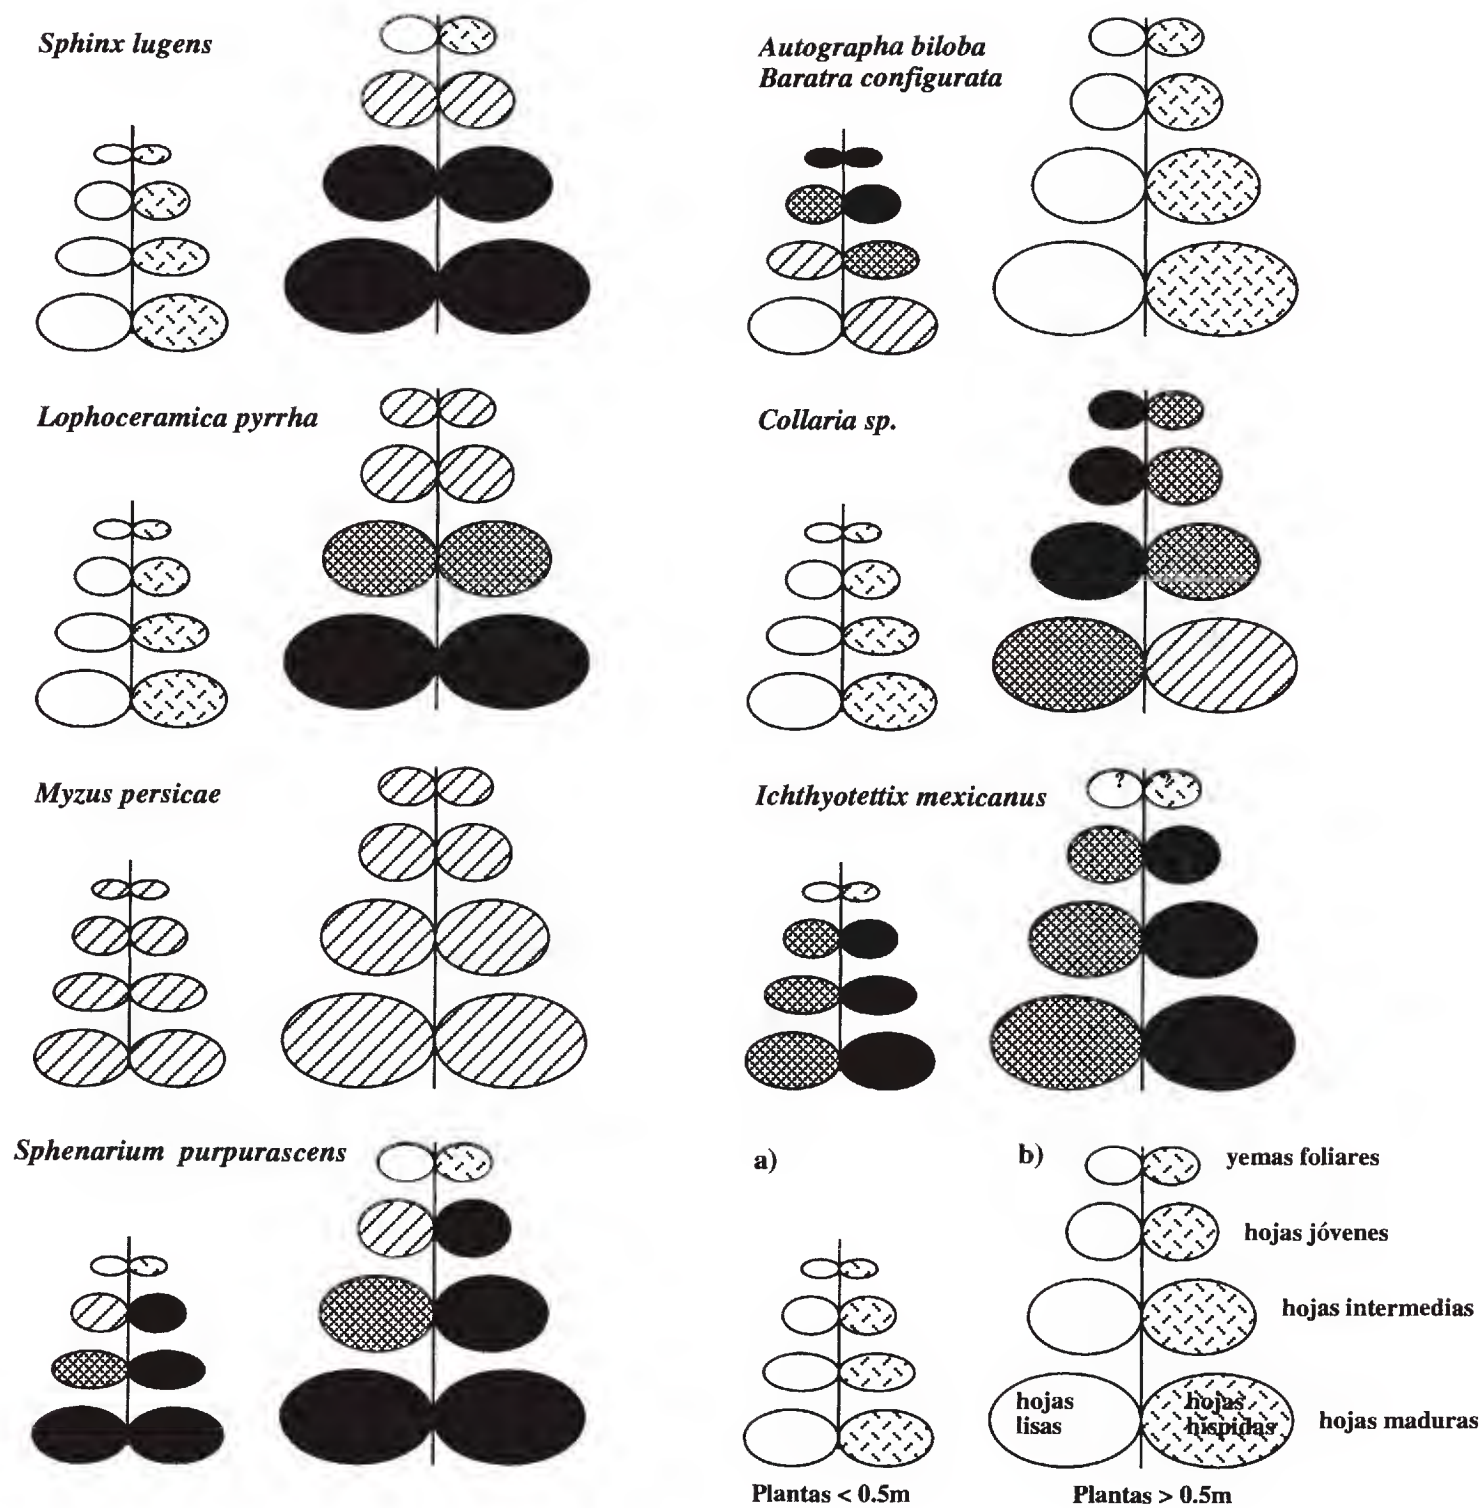 Sphinx lugens
Autographa biloba
Baratra configurata
Lophoceramica pyrrha
Collaria sp.
Myzus persicae
Ichthyotettix mexicanus
? ?
Sphenarium purpurascens
a)
b)
yemas foliares
hojas jóvenes
hojas intermedias
hojas
lisas
hojas
híspidas
hojas maduras
Plantas < 0.5m
Plantas > 0.5m